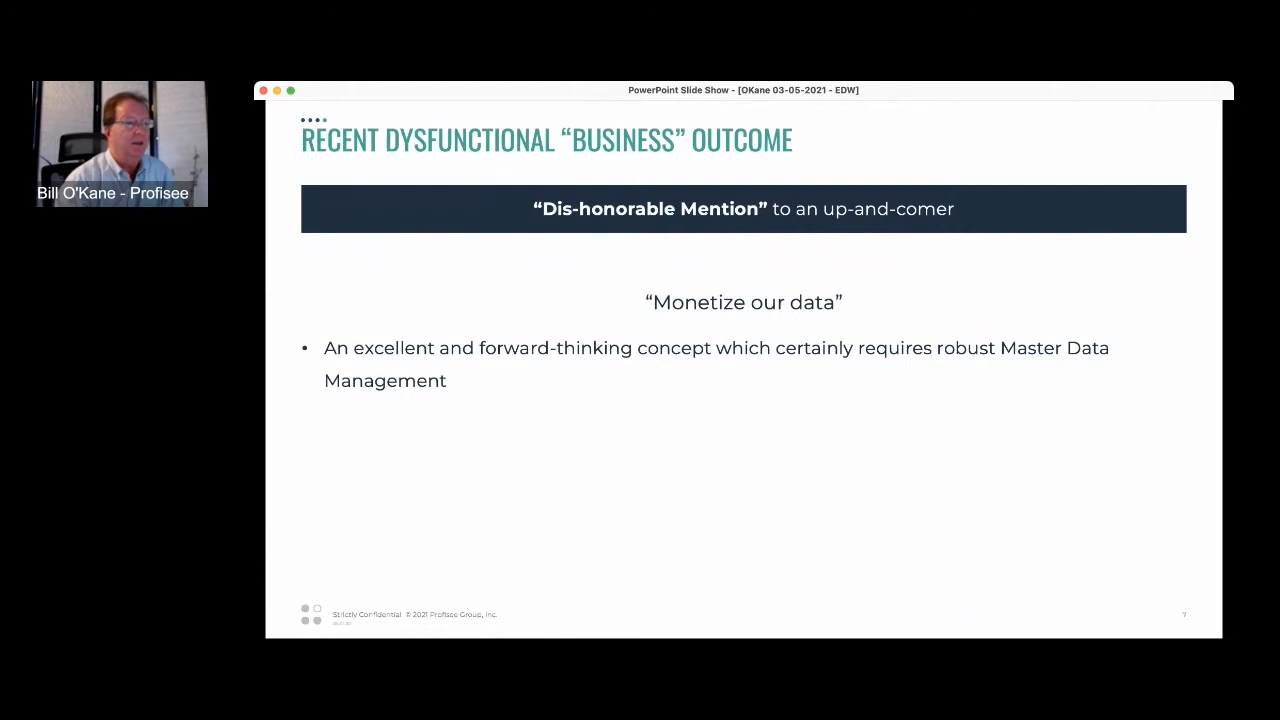 PowerPoint Slide Show - [OKane 03-05-2021 - EDW]
RECENT DYSFUNCTIONAL “BUSINESS” OUTCOME
Bill O'Kane - Profisee
“Dis-honorable Mention” to an up-and-comer
“Monetize our data”
• An excellent and forward-thinking concept which certainly requires robust Master Data
Management
Strictly Confidential © 2021 Profisee Group, Inc.
7